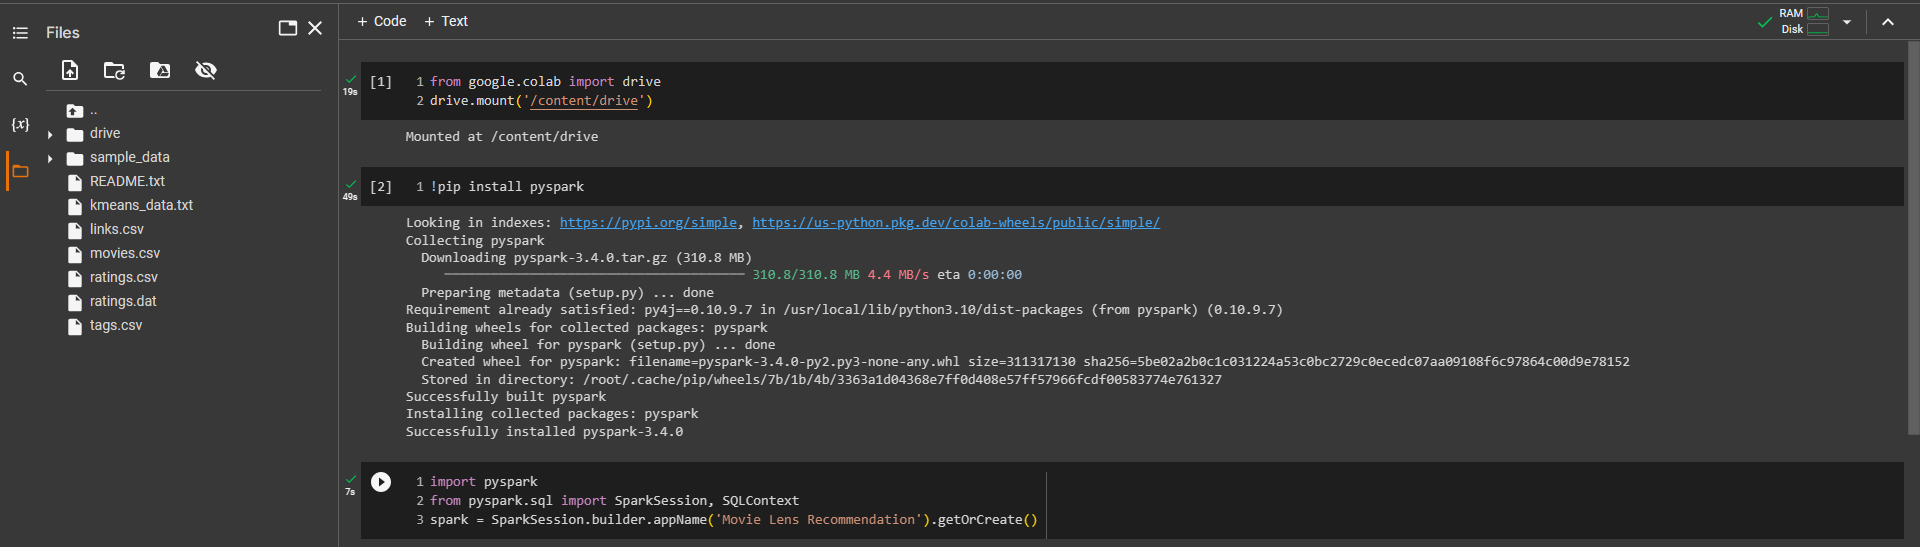 Files
..
drive
sample_data
README.txt
kmeans_data.txt
links.csv
movies.csv
ratings.csv
ratings.dat
tags.csv
{x}
+ Code + Text
RAM
Disk
19s
[1] 1 from google.colab import drive
2 drive.mount('/content/drive')
Mounted at /content/drive
49s
[2] 1 !pip install pyspark
Looking in indexes: https://pypi.org/simple, https://us-python.pkg.dev/colab-wheels/public/simple/
Collecting pyspark
Downloading pyspark-3.4.0.tar.gz (310.8 MB)
310.8/310.8 MB 4.4 MB/s eta 0:00:00
Preparing metadata (setup.py) ... done
Requirement already satisfied: py4j==0.10.9.7 in /usr/local/lib/python3.10/dist-packages (from pyspark) (0.10.9.7)
Building wheels for collected packages: pyspark
Building wheel for pyspark (setup.py) ... done
Created wheel for pyspark: filename=pyspark-3.4.0-py2.py3-none-any.whl size=311317130 sha256=5be02a2b0c1c031224a53c0bc2729c0ecedc07aa09108f6c97864c00d9e78152
Stored in directory: /root/.cache/pip/wheels/7b/1b/4b/3363a1d04368e7ff0d408e57ff57966fcdf00583774e761327
Successfully built pyspark
Installing collected packages: pyspark
Successfully installed pyspark-3.4.0
7s
1 import pyspark
2 from pyspark.sql import SparkSession, SQLContext
3 spark = SparkSession.builder.appName('Movie Lens Recommendation').getOrCreate()